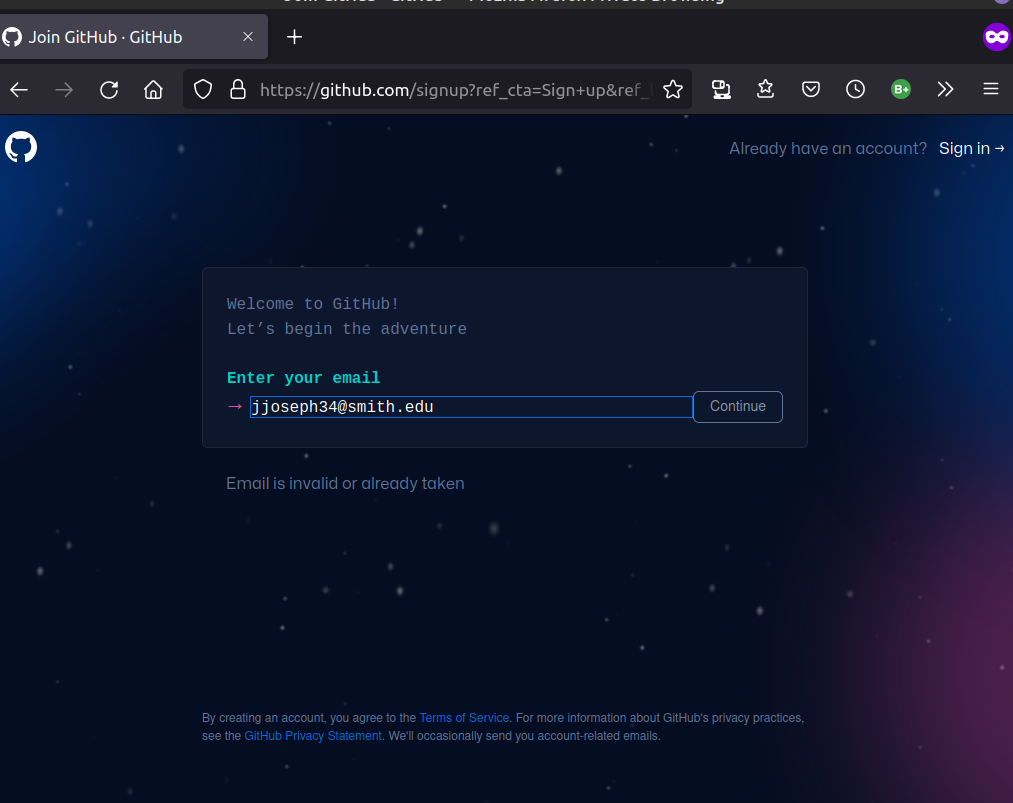 Join GitHub · GitHub
https://github.com/signup?ref_cta=Sign+up&ref_
B+
Already have an account? Sign in →
Welcome to GitHub!
Let’s begin the adventure
Enter your email
→ jjoseph34@smith.edu Continue
Email is invalid or already taken
By creating an account, you agree to the Terms of Service. For more information about GitHub's privacy practices,
see the GitHub Privacy Statement. We'll occasionally send you account-related emails.